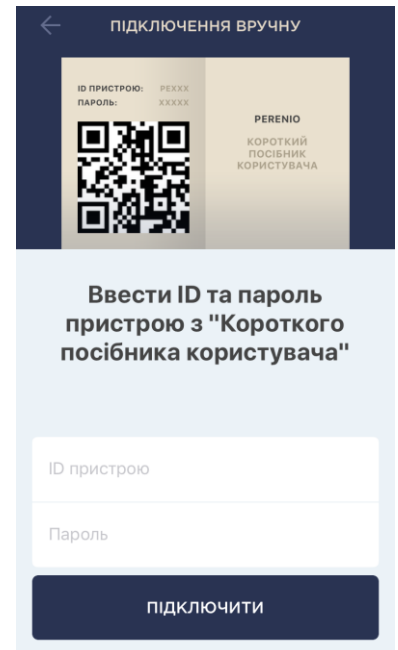 ПІДКЛЮЧЕННЯ ВРУЧНУ
ID ПРИСТРОЮ: PEXXX
ПАРОЛЬ: XXXXX
PERENIO
КОРОТКИЙ
ПОСІБНИК
КОРИСТУВАЧА
Ввести ID та пароль
пристрою з "Короткого
посібника користувача"
ID пристрою
Пароль
ПІДКЛЮЧИТИ